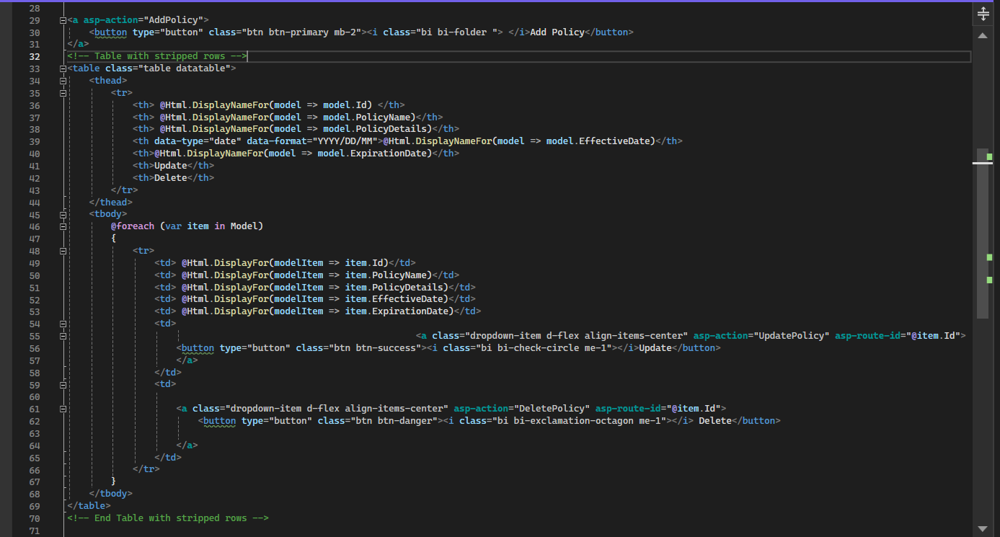 28
29 <a asp-action="AddPolicy">
30 <button type="button" class="btn btn-primary mb-2"><i class="bi bi-folder "> </i>Add Policy</button>
31 </a>
32 <!-- Table with stripped rows -->
33 <table class="table datatable">
34 <thead>
35 <tr>
36 <th> @Html.DisplayNameFor(model => model.Id) </th>
37 <th> @Html.DisplayNameFor(model => model.PolicyName)</th>
38 <th> @Html.DisplayNameFor(model => model.PolicyDetails)</th>
39 <th data-type="date" data-format="YYYY/DD/MM">@Html.DisplayNameFor(model => model.EffectiveDate)</th>
40 <th>@Html.DisplayNameFor(model => model.ExpirationDate)</th>
41 <th>Update</th>
42 <th>Delete</th>
43 </tr>
44 </thead>
45 <tbody>
46 @foreach (var item in Model)
47 {
48 <tr>
49 <td> @Html.DisplayFor(modelItem => item.Id)</td>
50 <td> @Html.DisplayFor(modelItem => item.PolicyName)</td>
51 <td> @Html.DisplayFor(modelItem => item.PolicyDetails)</td>
52 <td> @Html.DisplayFor(modelItem => item.EffectiveDate)</td>
53 <td> @Html.DisplayFor(modelItem => item.ExpirationDate)</td>
54 <td>
55 <a class="dropdown-item d-flex align-items-center" asp-action="UpdatePolicy" asp-route-id="@item.Id">
56 <button type="button" class="btn btn-success"><i class="bi bi-check-circle me-1"></i>Update</button>
57 </a>
58 </td>
59 <td>
60
61 <a class="dropdown-item d-flex align-items-center" asp-action="DeletePolicy" asp-route-id="@item.Id">
62 <button type="button" class="btn btn-danger"><i class="bi bi-exclamation-octagon me-1"></i> Delete</button>
63
64 </a>
65 </td>
66 </tr>
67 }
68 </tbody>
69 </table>
70 <!-- End Table with stripped rows -->
71